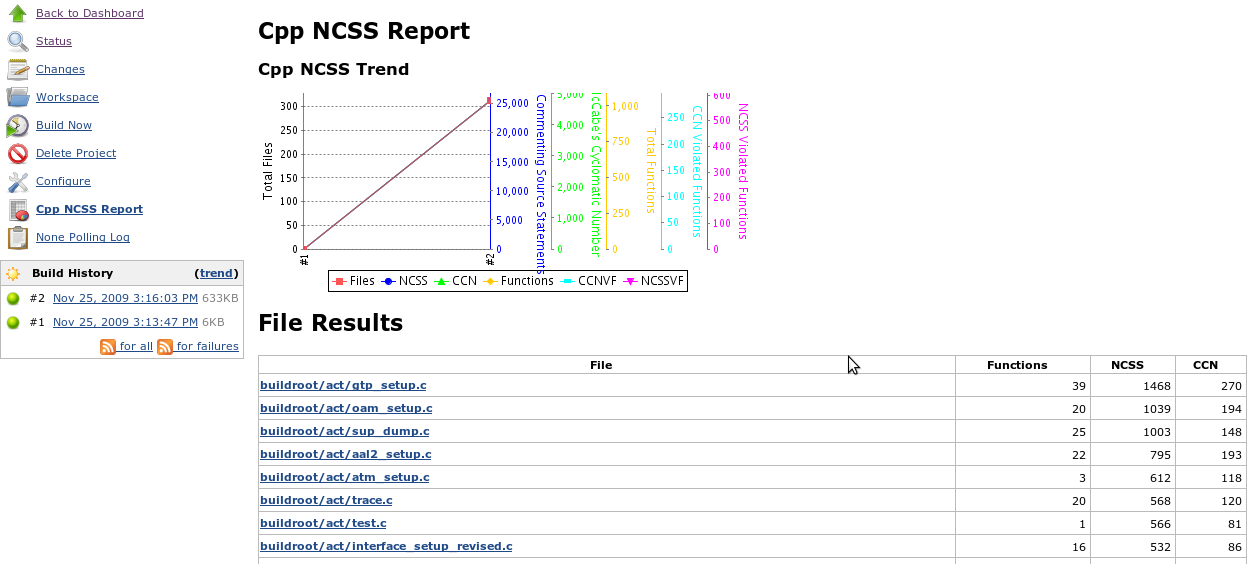 Back to Dashboard
Status
Changes
Workspace
Build Now
Delete Project
Configure
Cpp NCSS Report
None Polling Log
Build History (trend)
#2 Nov 25, 2009 3:16:03 PM 633KB
#1 Nov 25, 2009 3:13:47 PM 6KB
for all for failures
Cpp NCSS Report
Cpp NCSS Trend
Total Files
300
250
200
150
100
50
0
#1
#2
25,000
20,000
15,000
10,000
5,000
0
Commenting Source Statements
5,000
4,000
3,000
2,000
1,000
0
McCabe's Cyclomatic Number
1,000
750
500
250
0
Total Functions
250
200
150
100
50
0
CCN Violated Functions
600
500
400
300
200
100
0
NCSS Violated Functions
Files NCSS CCN Functions CCNVF NCSSVF
File Results
File Functions NCSS CCN
buildroot/act/gtp_setup.c 39 1468 270
buildroot/act/oam_setup.c 20 1039 194
buildroot/act/sup_dump.c 25 1003 148
buildroot/act/aal2_setup.c 22 795 193
buildroot/act/atm_setup.c 3 612 118
buildroot/act/trace.c 20 568 120
buildroot/act/test.c 1 566 81
buildroot/act/interface_setup_revised.c 16 532 86